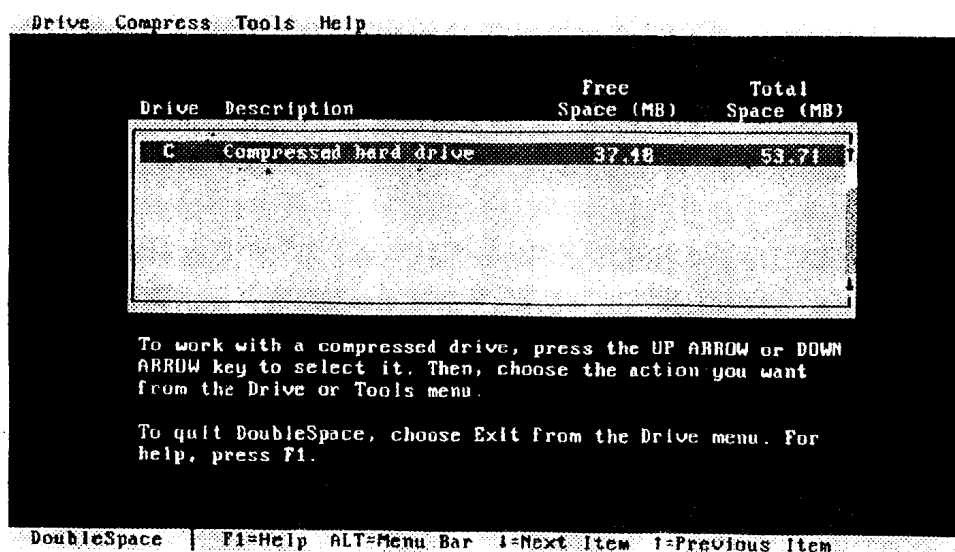 Drive Compress Tools Help
Free Total
Drive Description Space (MB) Space (MB)
C Compressed hard drive 37.40 53.71
To work with a compressed drive, press the UP ARROW or DOWN
ARROW key to select it. Then, choose the action you want
from the Drive or Tools menu.
To quit DoubleSpace, choose Exit from the Drive menu. For
help, press F1.
DoubleSpace | F1=Help ALT=Menu Bar ↓=Next Item ↑=Previous Item